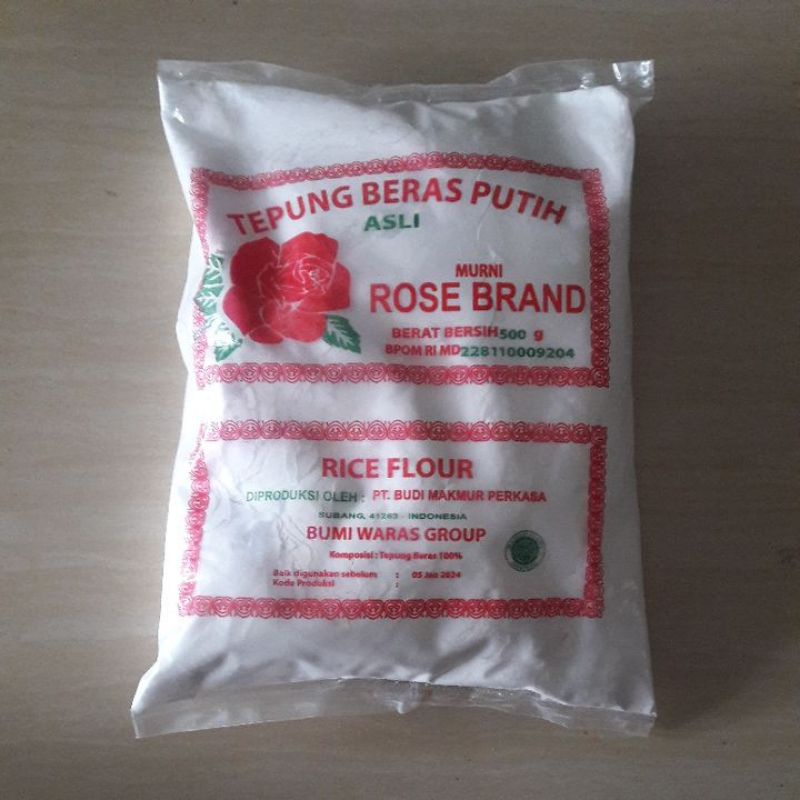 TEPUNG BERAS PUTIH
ASLI
MURNI
ROSE BRAND
BERAT BERSIH 500 g
BPOM RI MD 228110009204
RICE FLOUR
DIPRODUKSI OLEH : PT. BUDI MAKMUR PERKASA
SUBANG, 41263 - INDONESIA
BUMI WARAS GROUP
Komposisi : Tepung Beras 100%
Baik digunakan sebelum : 05 Jan 2024
Kode Produksi :